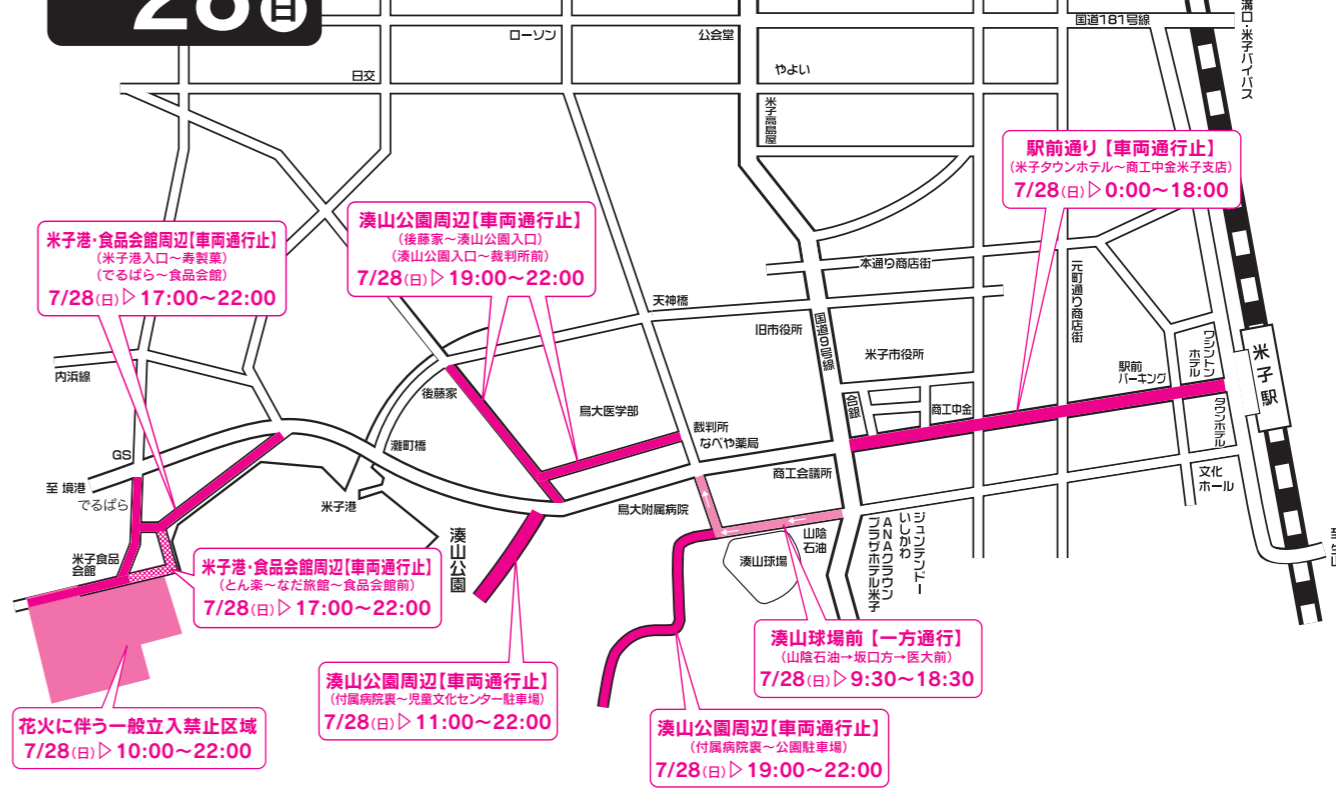 28
日
ローソン
公会堂
国道181号線
溝口・米子バイパス
日交
やよい
米子高島屋
駅前通り【車両通行止】
(米子タウンホテル〜商工中金米子支店)
7/28(日)▷0:00〜18:00
湊山公園周辺【車両通行止】
(後藤家〜湊山公園入口)
(湊山公園入口〜裁判所前)
7/28(日)▷19:00〜22:00
米子港・食品会館周辺【車両通行止】
(米子港入口〜寿製菓)
(でるぱら〜食品会館)
7/28(日)▷17:00〜22:00
本通り商店街
元町通り商店街
天神橋
旧市役所
国道9号線
米子市役所
ワシントンホテル
米子駅
駅前
パーキング
内浜線
後藤家
鳥大医学部
合銀
商工中金
タウンホテル
裁判所
なべや薬局
灘町橋
GS
商工会議所
文化
ホール
至 境港
でるぱら
米子港
鳥大附属病院
湊山公園
山陰
石油
湊山球場
ジュンテンドー
いしかわ
ANAクラウン
プラザホテル米子
米子食品
会館
米子港・食品会館周辺【車両通行止】
(とん楽〜なだ旅館〜食品会館前)
7/28(日)▷17:00〜22:00
湊山球場前【一方通行】
(山陰石油→坂口方→医大前)
7/28(日)▷9:30〜18:30
湊山公園周辺【車両通行止】
(付属病院裏〜児童文化センター駐車場)
7/28(日)▷11:00〜22:00
花火に伴う一般立入禁止区域
7/28(日)▷10:00〜22:00
湊山公園周辺【車両通行止】
(付属病院裏〜公園駐車場)
7/28(日)▷19:00〜22:00